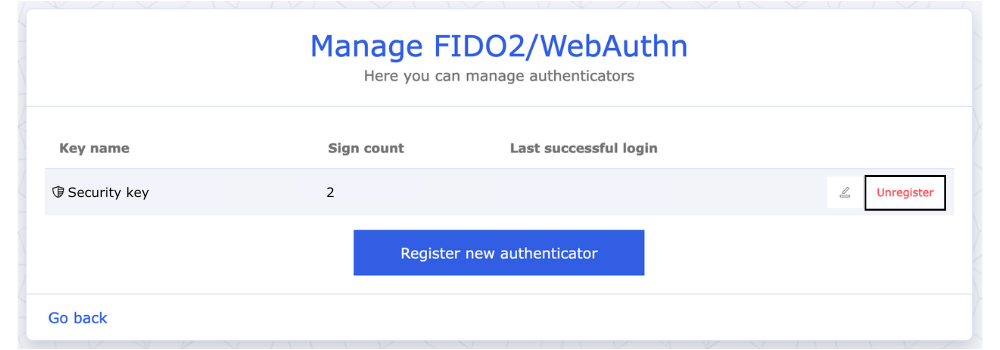 Manage FIDO2/WebAuthn
Here you can manage authenticators
Key name Sign count Last successful login
Security key 2 Unregister
Register new authenticator
Go back